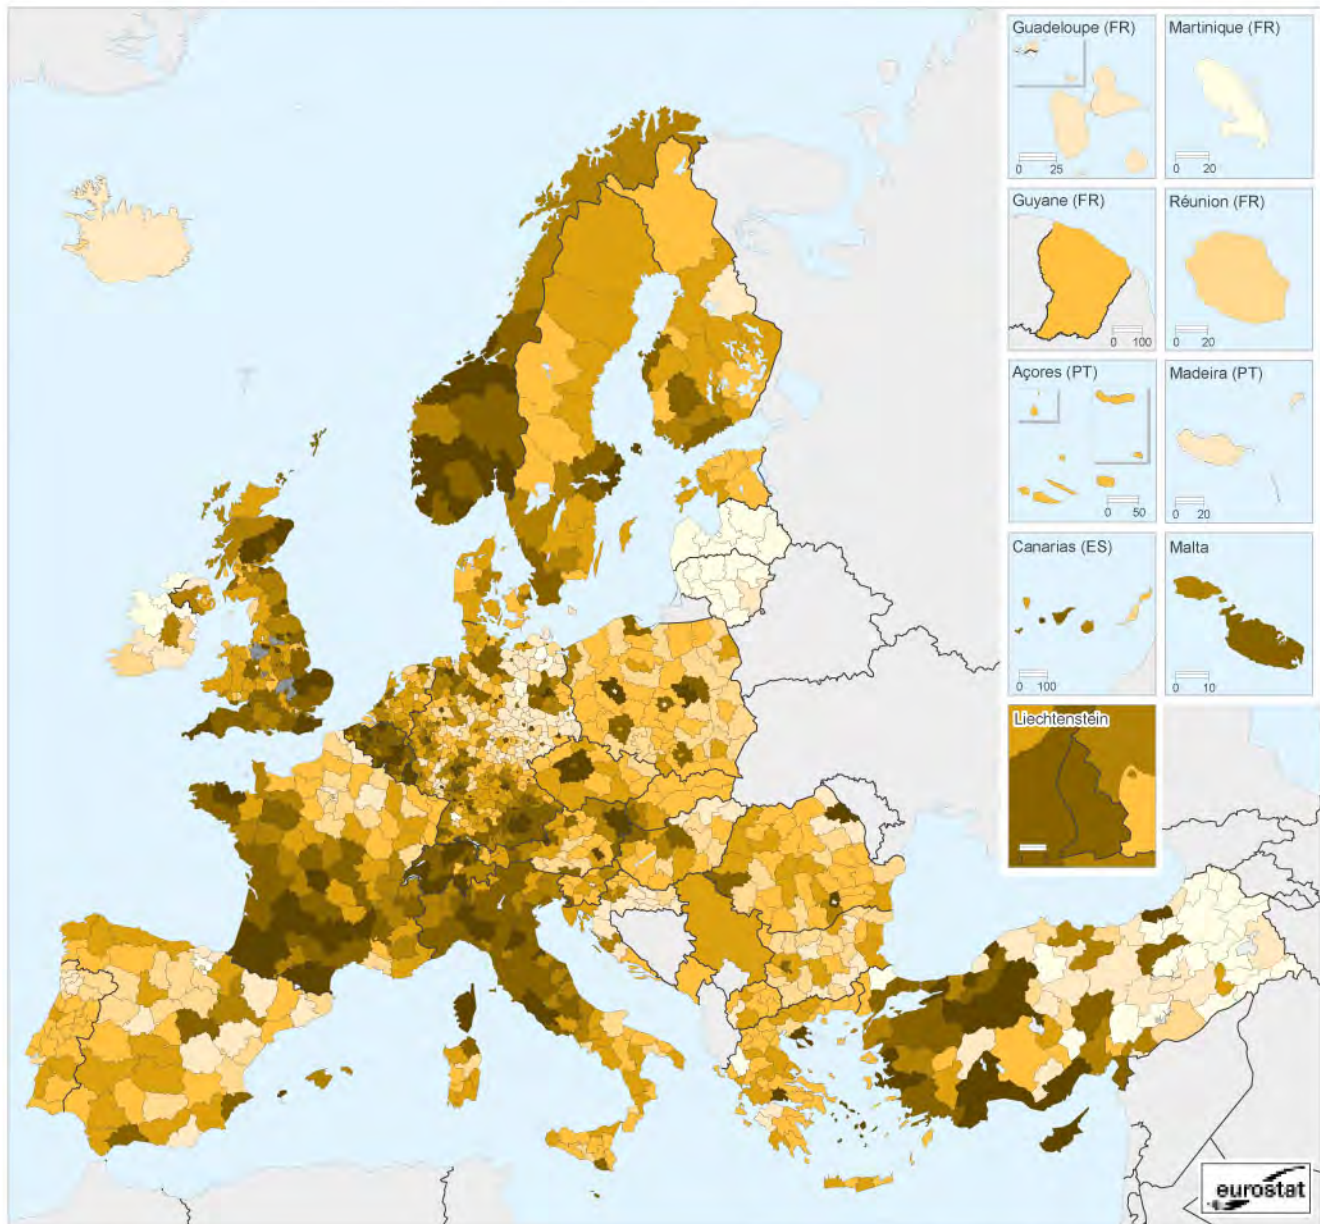 Guadeloupe (FR)
0 25
Martinique (FR)
0 20
Guyane (FR)
0 100
Réunion (FR)
0 20
Açores (PT)
0 50
Madeira (PT)
0 20
Canarias (ES)
0 100
Malta
0 10
Liechtenstein
eurostat